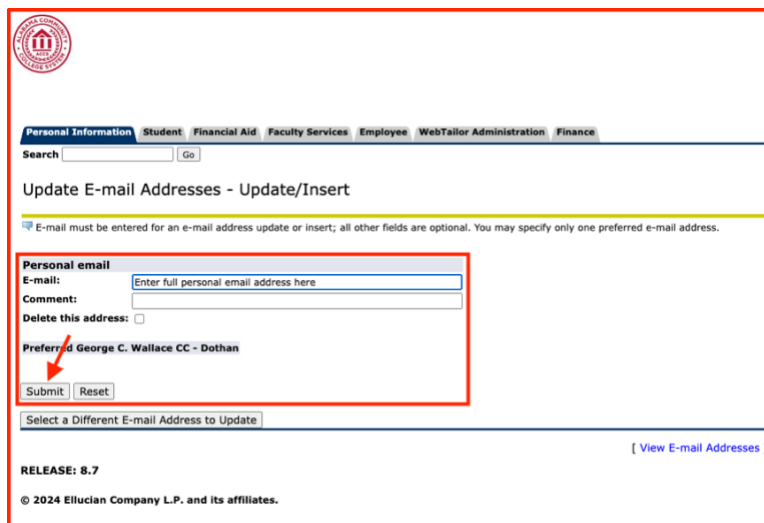 ALABAMA COMMUNITY COLLEGE SYSTEM
ACCS
Personal Information Student Financial Aid Faculty Services Employee WebTailor Administration Finance
Search Go
Update E-mail Addresses - Update/Insert
E-mail must be entered for an e-mail address update or insert; all other fields are optional. You may specify only one preferred e-mail address.
Personal email
E-mail: Enter full personal email address here
Comment:
Delete this address:
Preferred George C. Wallace CC - Dothan
Submit Reset
Select a Different E-mail Address to Update
[ View E-mail Addresses
RELEASE: 8.7
© 2024 Ellucian Company L.P. and its affiliates.